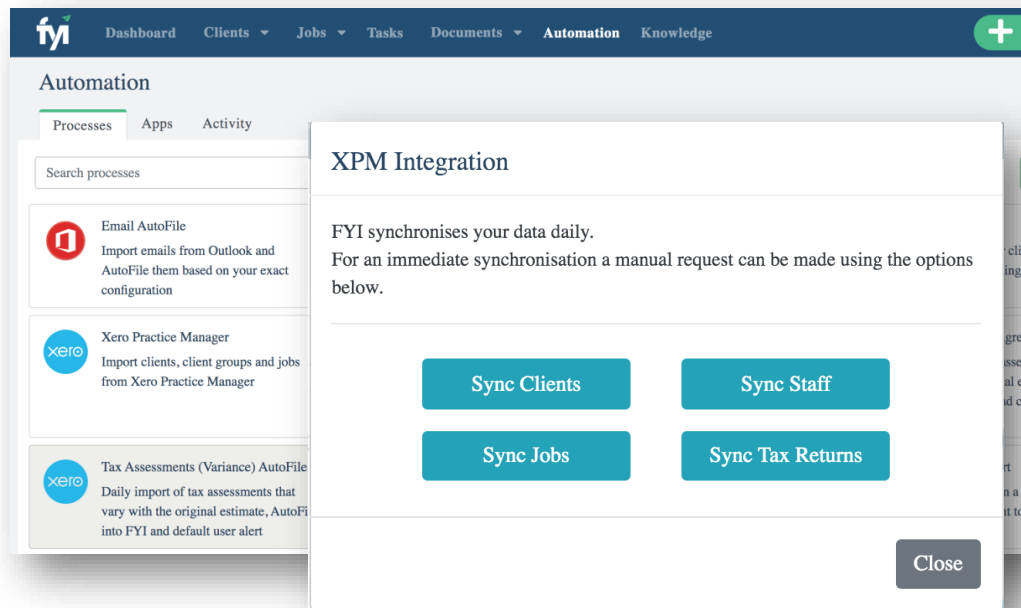 fyi
Dashboard Clients Jobs Tasks Documents Automation Knowledge
Automation
Processes Apps Activity
Search processes
Email AutoFile
Import emails from Outlook and
AutoFile them based on your exact
configuration
xero
Xero Practice Manager
Import clients, client groups and jobs
from Xero Practice Manager
xero
Tax Assessments (Variance) AutoFile
Daily import of tax assessments that
vary with the original estimate, AutoFi
into FYI and default user alert
XPM Integration
FYI synchronises your data daily.
For an immediate synchronisation a manual request can be made using the options
below.
Sync Clients Sync Staff
Sync Jobs Sync Tax Returns
Close